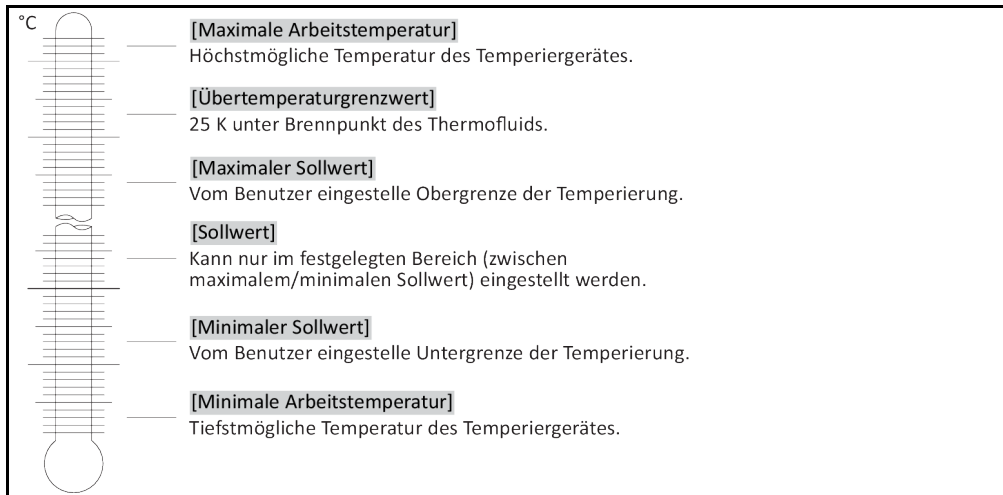 °C
[Maximale Arbeitstemperatur]
Höchstmögliche Temperatur des Temperiergerätes.
[Übertemperaturgrenzwert]
25 K unter Brennpunkt des Thermofluids.
[Maximaler Sollwert]
Vom Benutzer eingestelle Obergrenze der Temperierung.
[Sollwert]
Kann nur im festgelegten Bereich (zwischen
maximalem/minimalen Sollwert) eingestellt werden.
[Minimaler Sollwert]
Vom Benutzer eingestelle Untergrenze der Temperierung.
[Minimale Arbeitstemperatur]
Tiefstmögliche Temperatur des Temperiergerätes.